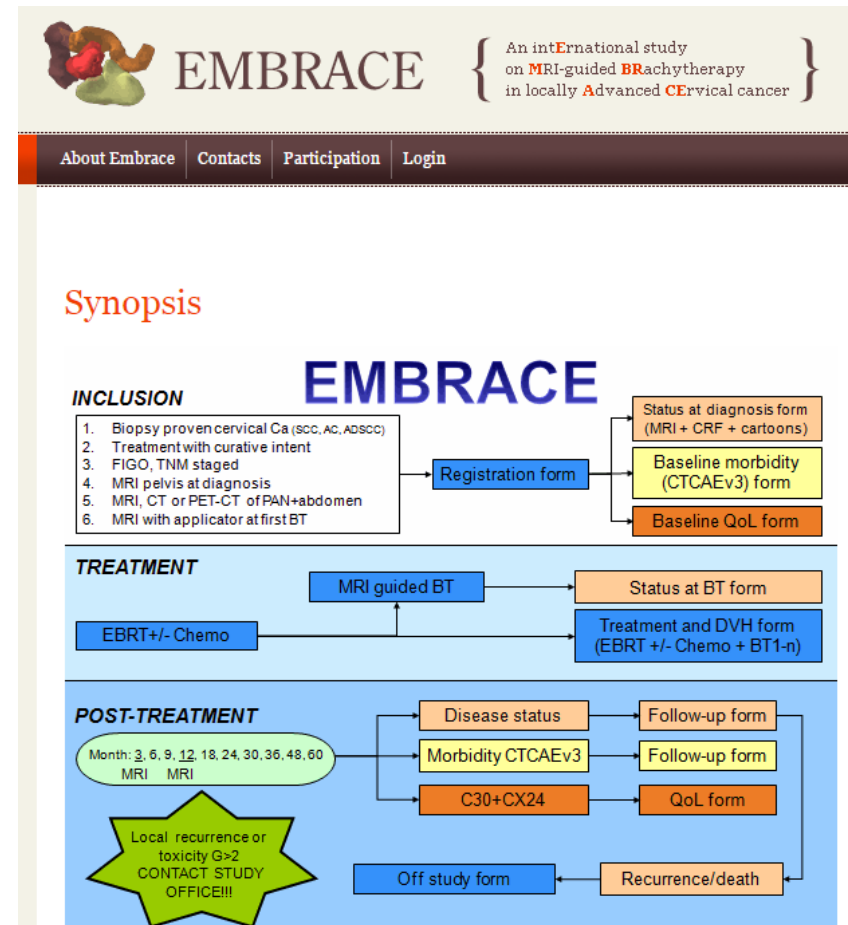 EMBRACE
An intErnational study
on MRI-guided BRachytherapy
in locally Advanced CErvical cancer
About Embrace
Contacts
Participation
Login
Synopsis
EMBRACE
INCLUSION
1. Biopsy proven cervical Ca (SCC, AC, ADSCC)
2. Treatment with curative intent
3. FIGO, TNM staged
4. MRI pelvis at diagnosis
5. MRI, CT or PET-CT of PAN+abdomen
6. MRI with applicator at first BT
Registration form
Status at diagnosis form
(MRI + CRF + cartoons)
Baseline morbidity
(CTCAEv3) form
Baseline QoL form
TREATMENT
MRI guided BT
Status at BT form
EBRT+/- Chemo
Treatment and DVH form
(EBRT +/- Chemo + BT1-n)
POST-TREATMENT
Month: 3, 6, 9, 12, 18, 24, 30, 36, 48, 60
MRI MRI
Disease status
Follow-up form
Morbidity CTCAEv3
Follow-up form
C30+CX24
QoL form
Local recurrence or
toxicity G>2
CONTACT STUDY
OFFICE!!!
Off study form
Recurrence/death